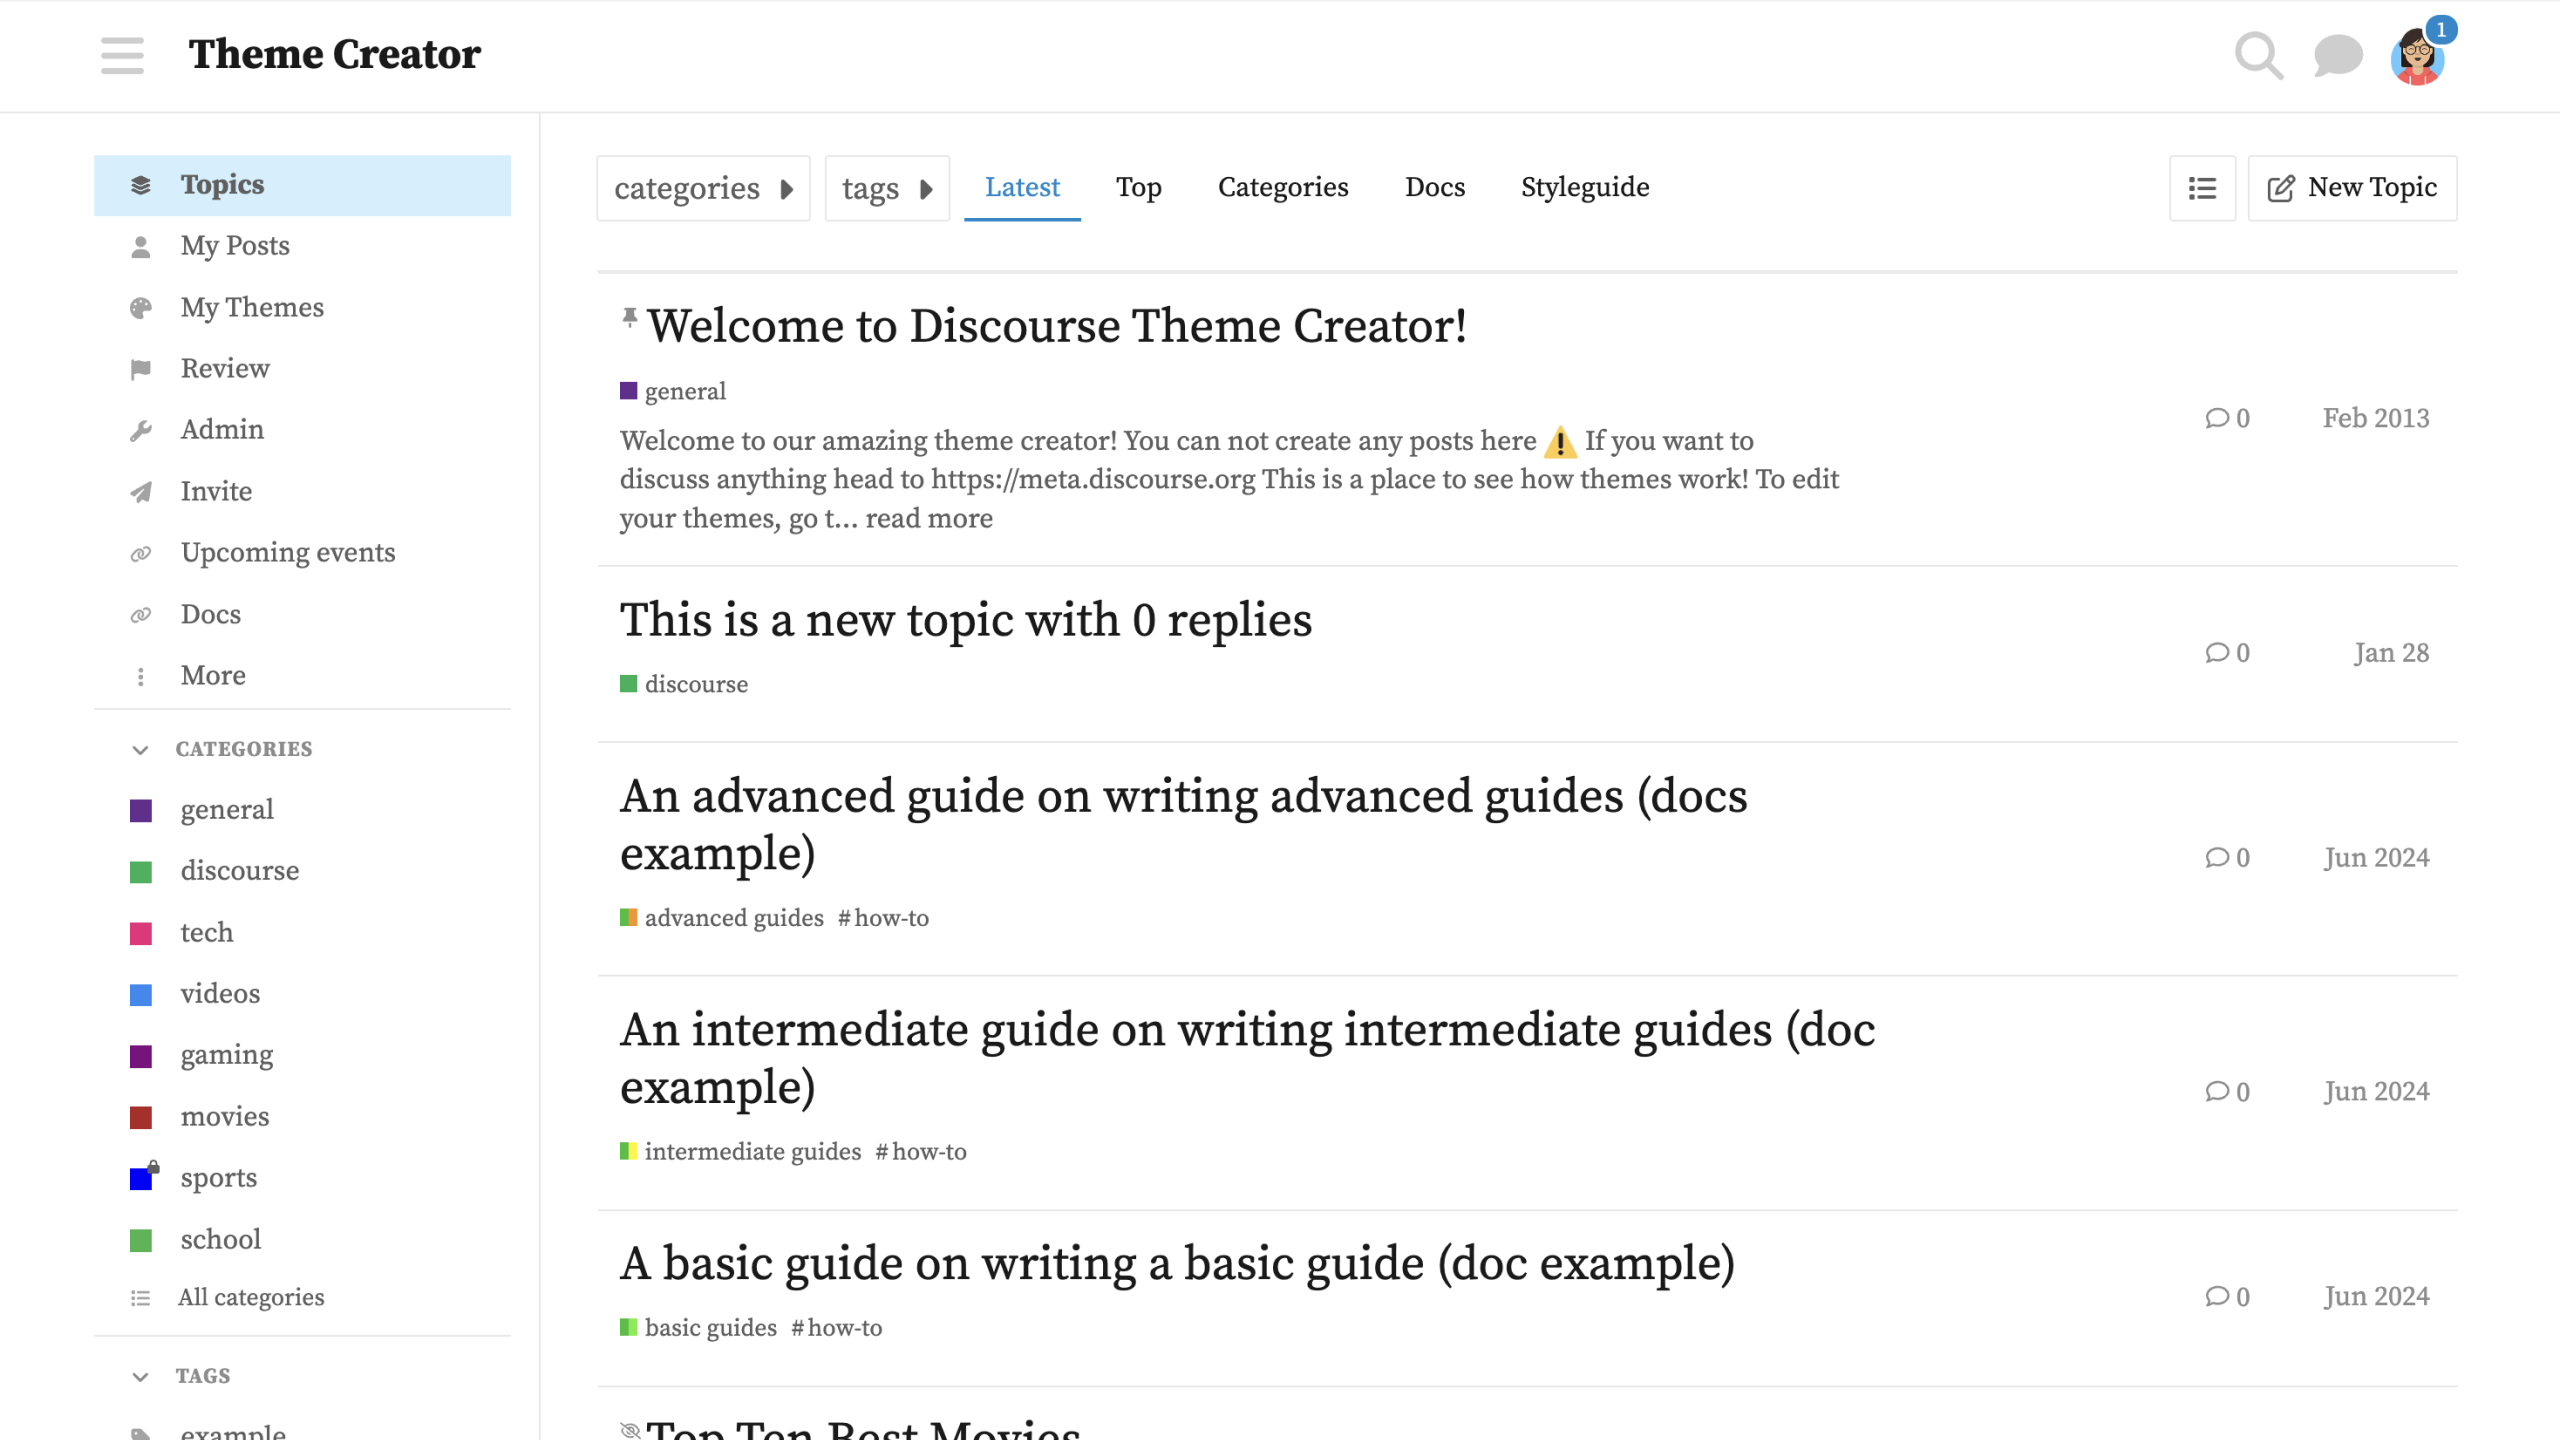 Theme Creator
1
Topics
My Posts
My Themes
Review
Admin
Invite
Upcoming events
Docs
More
CATEGORIES
general
discourse
tech
videos
gaming
movies
sports
school
All categories
TAGS
example
categories
tags
Latest
Top
Categories
Docs
Styleguide
New Topic
Welcome to Discourse Theme Creator!
general
Welcome to our amazing theme creator! You can not create any posts here ⚠️ If you want to
discuss anything head to https://meta.discourse.org This is a place to see how themes work! To edit
your themes, go t... read more
0
Feb 2013
This is a new topic with 0 replies
discourse
0
Jan 28
An advanced guide on writing advanced guides (docs
example)
advanced guides #how-to
0
Jun 2024
An intermediate guide on writing intermediate guides (doc
example)
intermediate guides #how-to
0
Jun 2024
A basic guide on writing a basic guide (doc example)
basic guides #how-to
0
Jun 2024
Top Ten Best Movies